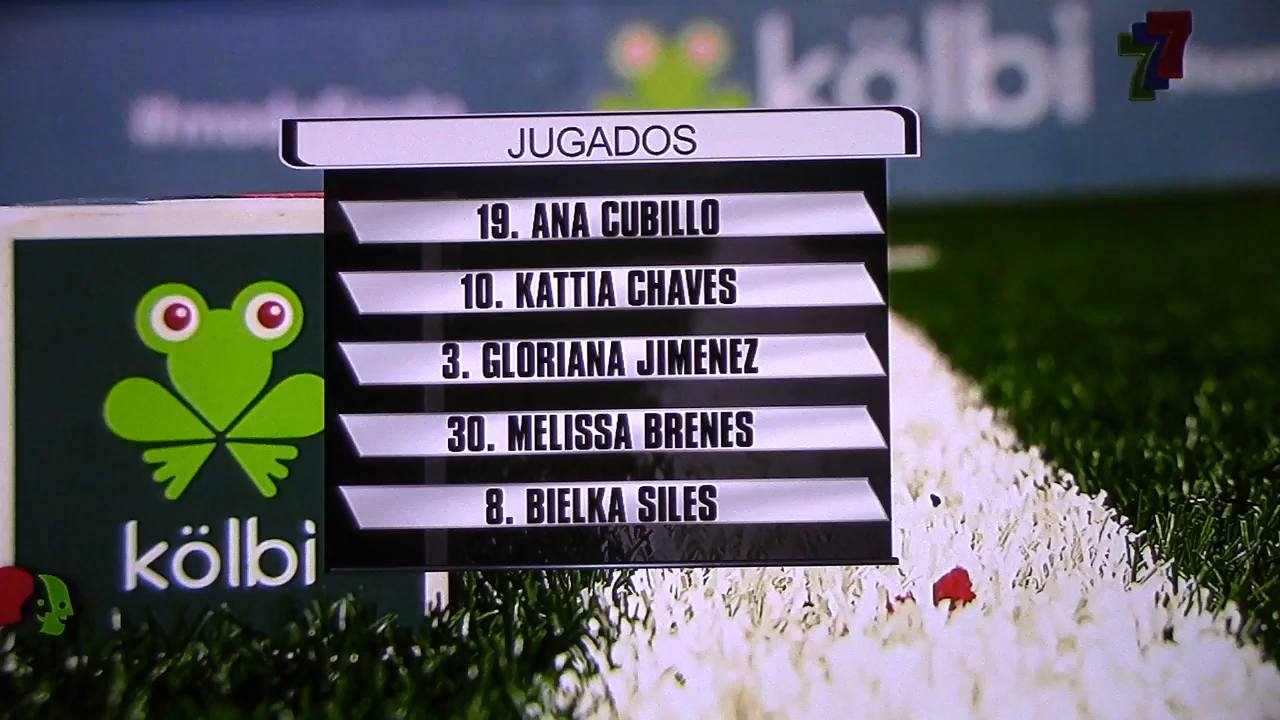 kölbi
JUGADOS
19. ANA CUBILLO
10. KATTIA CHAVES
3. GLORIANA JIMENEZ
30. MELISSA BRENES
8. BIELKA SILES
kölbi